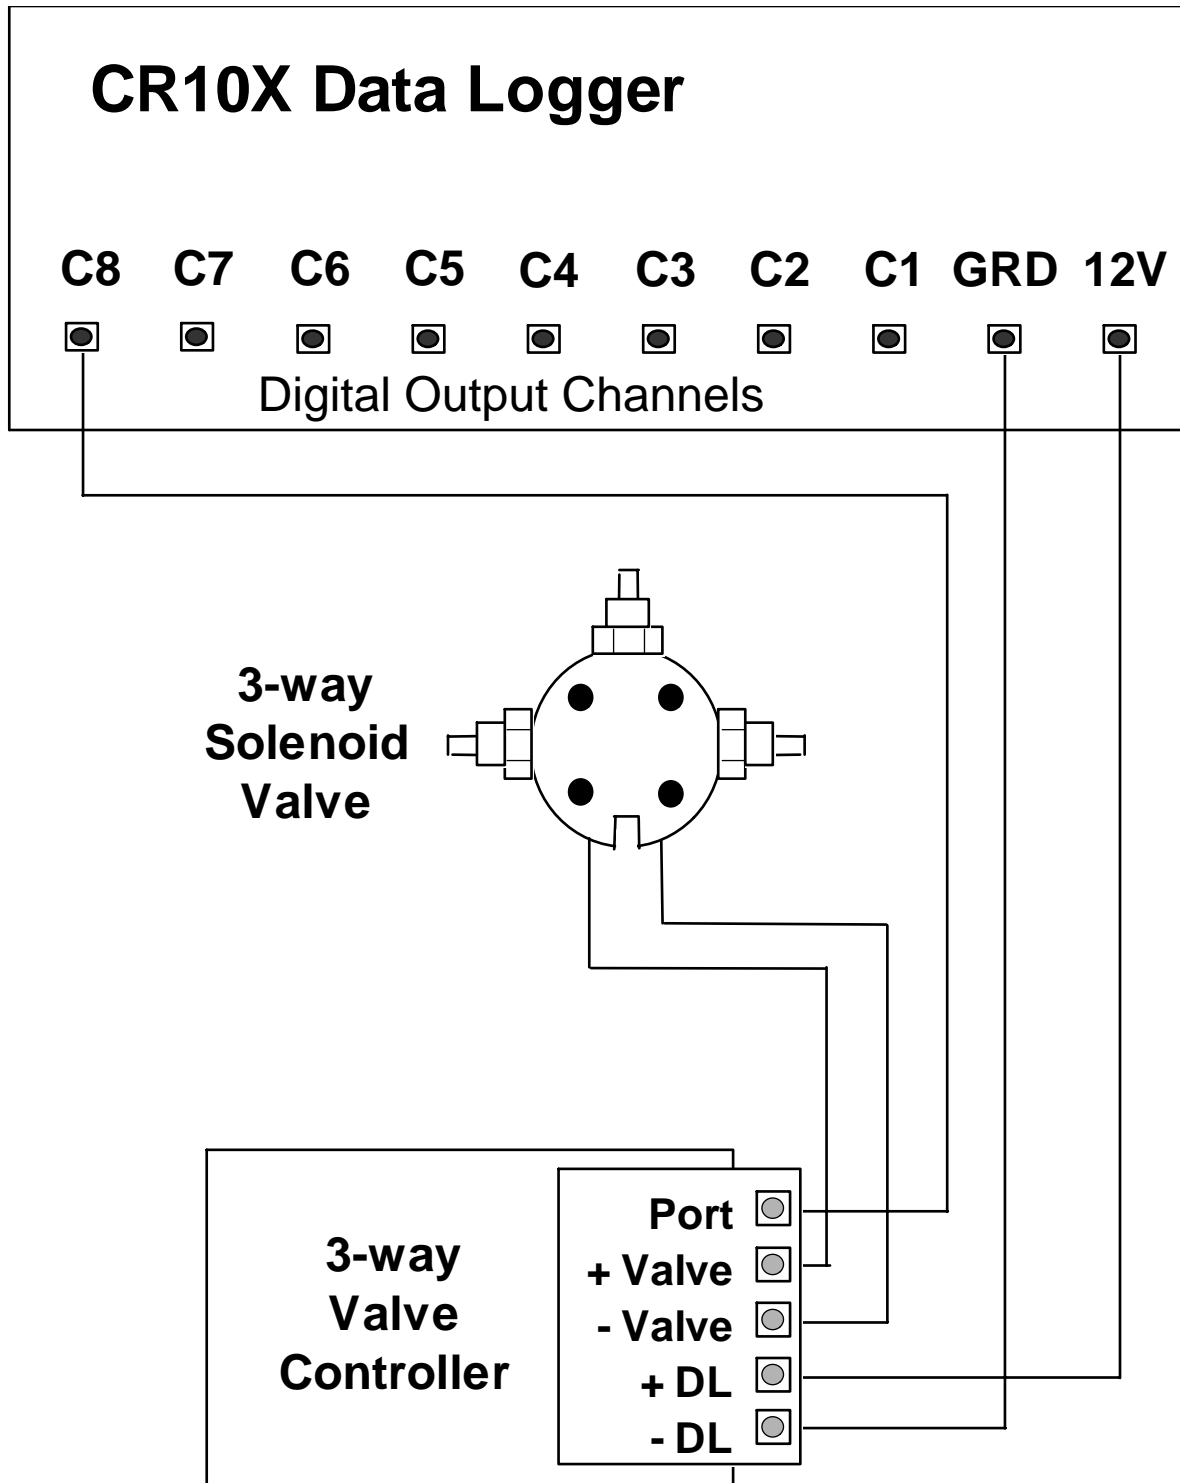 CR10X Data Logger
C8 C7 C6 C5 C4 C3 C2 C1 GRD 12V
Digital Output Channels
3-way
Solenoid
Valve
3-way
Valve
Controller
Port
+ Valve
- Valve
+ DL
- DL